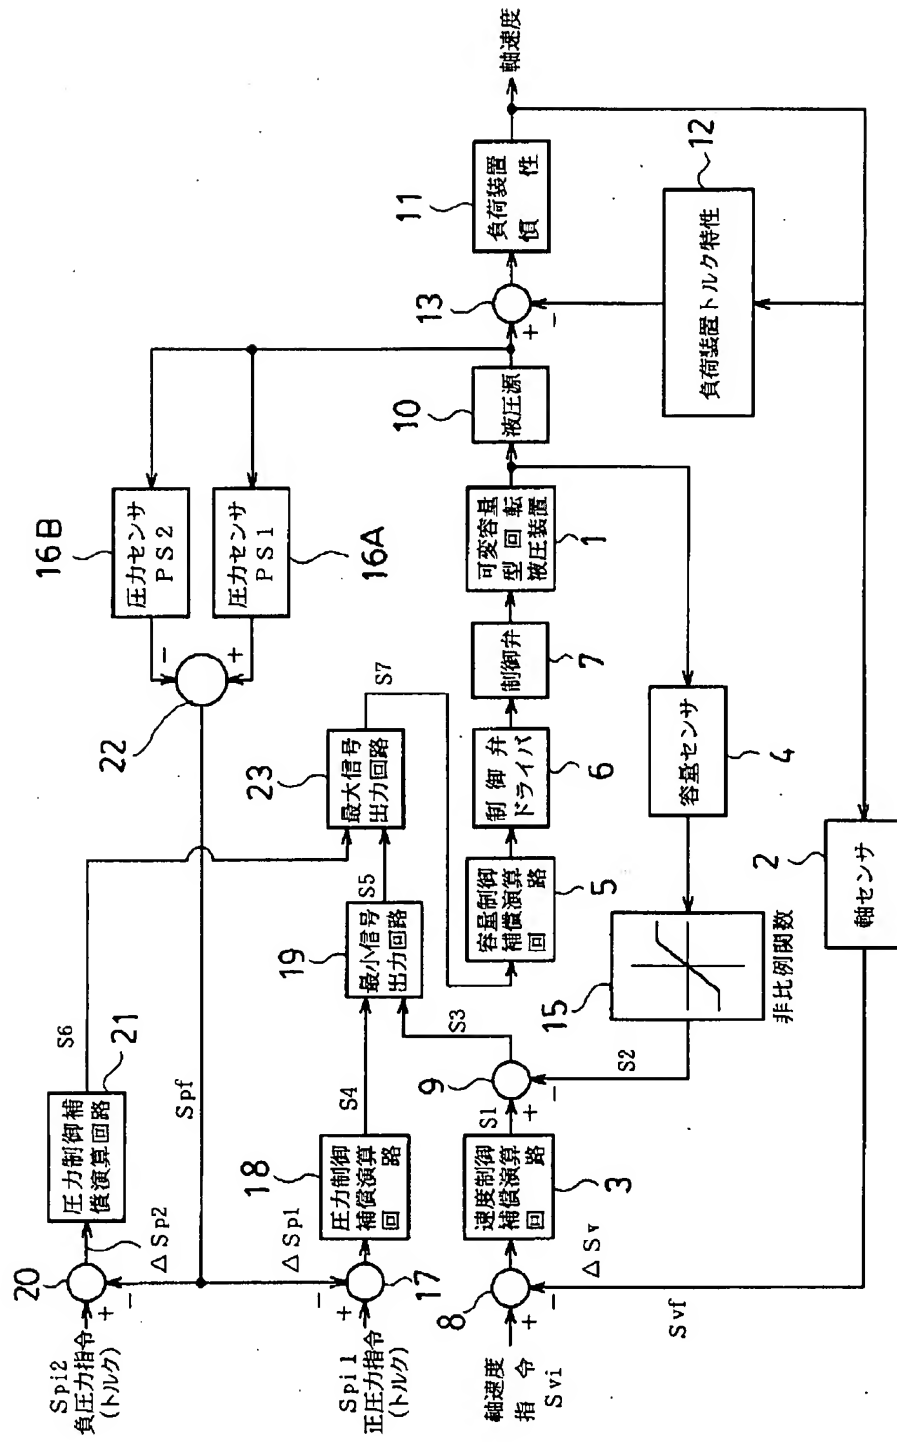 Spi2
負圧力指令
(トルク)
20
+
-
△Sp2
圧力制御補
償演算回路
21
S6
Spf
Spi1
正圧力指令
(トルク)
17
+
-
△Sp1
圧力制御
補償演算
回路
18
S4
軸速度
指令
Svi
8
+
-
△Sv
Svf
速度制御
補償演算
回路
3
S1
9
+
-
S2
S3
最小信号
出力回路
19
S5
最大信号
出力回路
23
S7
22
-
+
圧力センサ
PS2
16B
圧力センサ
PS1
16A
容量制御
補償演算
回路
5
制御弁
ドライバ
6
制御弁
7
可変容量
型回転
液圧装置
1
液圧源
10
13
+
-
負荷装置
慣性
11
軸速度
負荷装置トルク特性
12
容量センサ
4
15
非比例関数
軸センサ
2